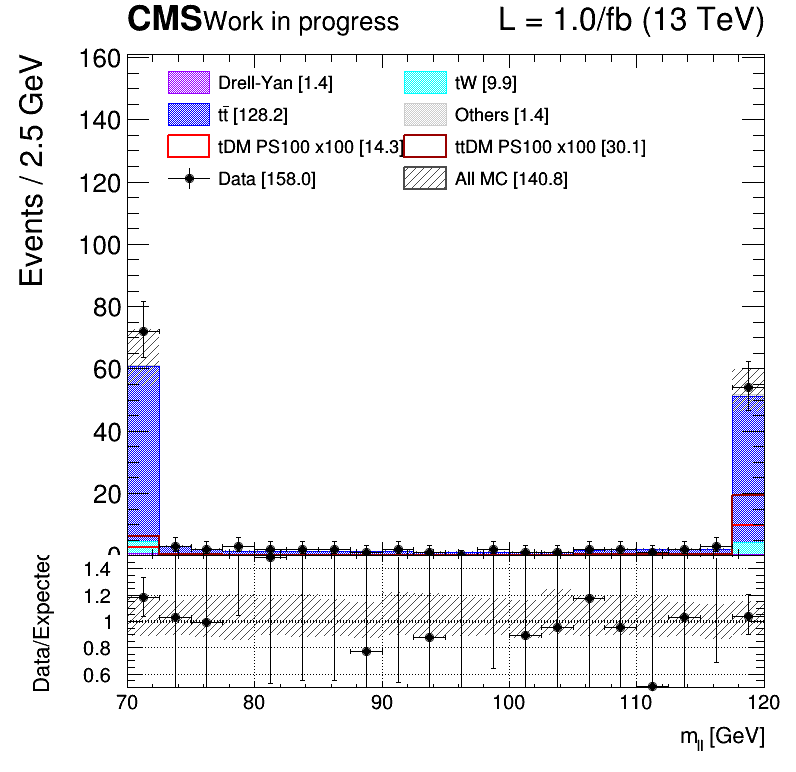 CMS Work in progress L = 1.0/fb (13 TeV)
Events / 2.5 GeV
160
140
120
100
80
60
40
20
0
Drell-Yan [1.4]
tW [9.9]
tt̄ [128.2]
Others [1.4]
tDM PS100 x100 [14.3]
ttDM PS100 x100 [30.1]
Data [158.0]
All MC [140.8]
Data/Expected
1.4
1.2
1
0.8
0.6
70 80 90 100 110 120
m_ll [GeV]